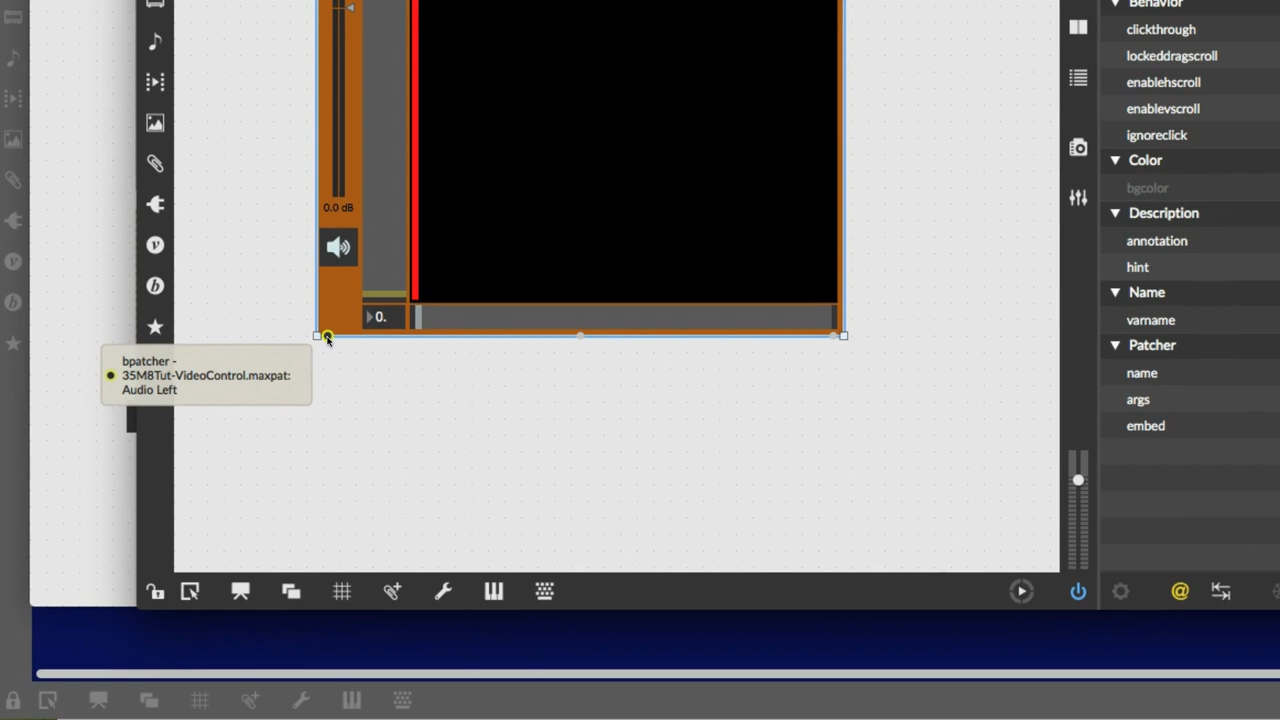 Behavior
clickthrough
lockeddragscroll
enablehscroll
enablevscroll
ignoreclick
Color
bgcolor
Description
annotation
hint
Name
varname
Patcher
name
args
embed
0.0 dB
0.
bpatcher -
35M8Tut-VideoControl.maxpat:
Audio Left